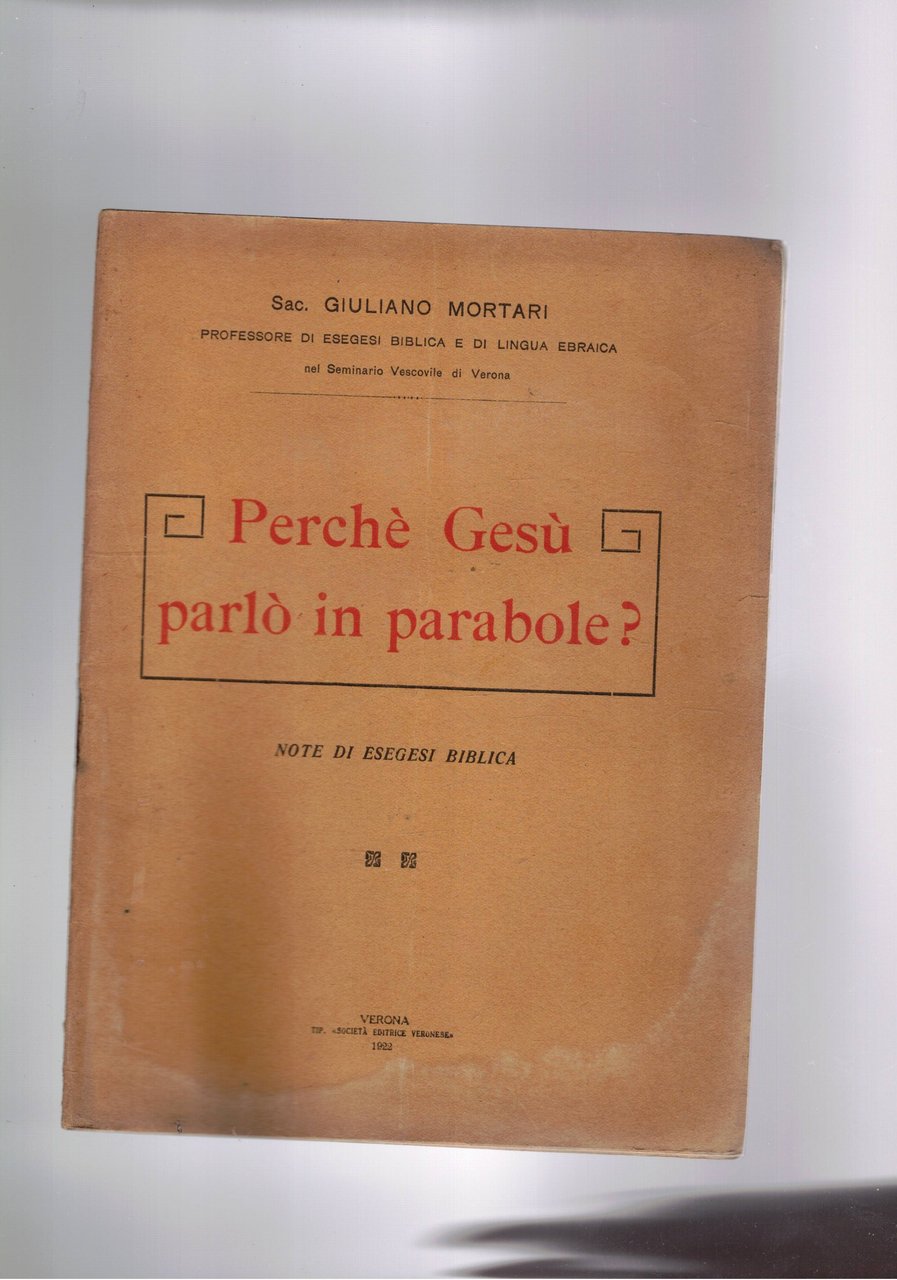 Sac. GIULIANO MORTARI
PROFESSORE DI ESEGESI BIBLICA E DI LINGUA EBRAICA
nel Seminario Vescovile di Verona
Perchè Gesù
parlò in parabole?
NOTE DI ESEGESI BIBLICA
VERONA
TIP. «SOCIETÀ EDITRICE VERONESE»
1922